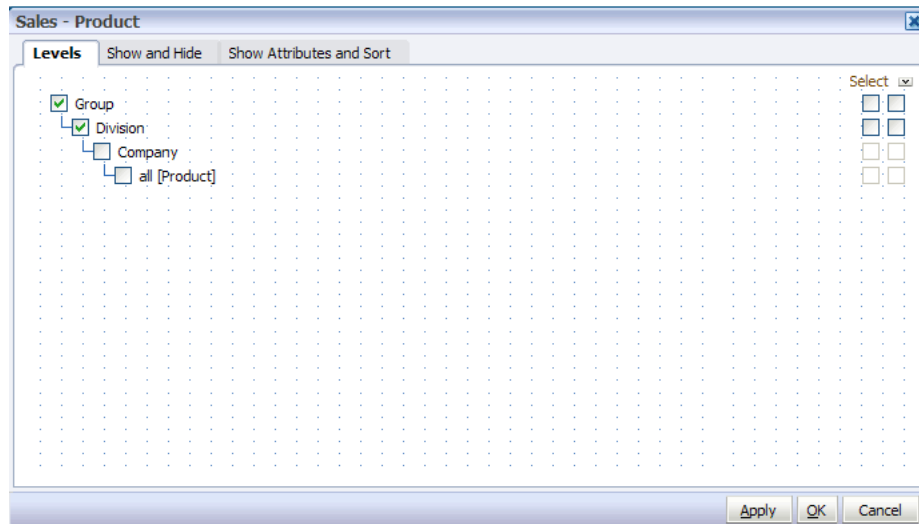 Sales - Product
Levels Show and Hide Show Attributes and Sort
Select
Group
Division
Company
all [Product]
Apply OK Cancel